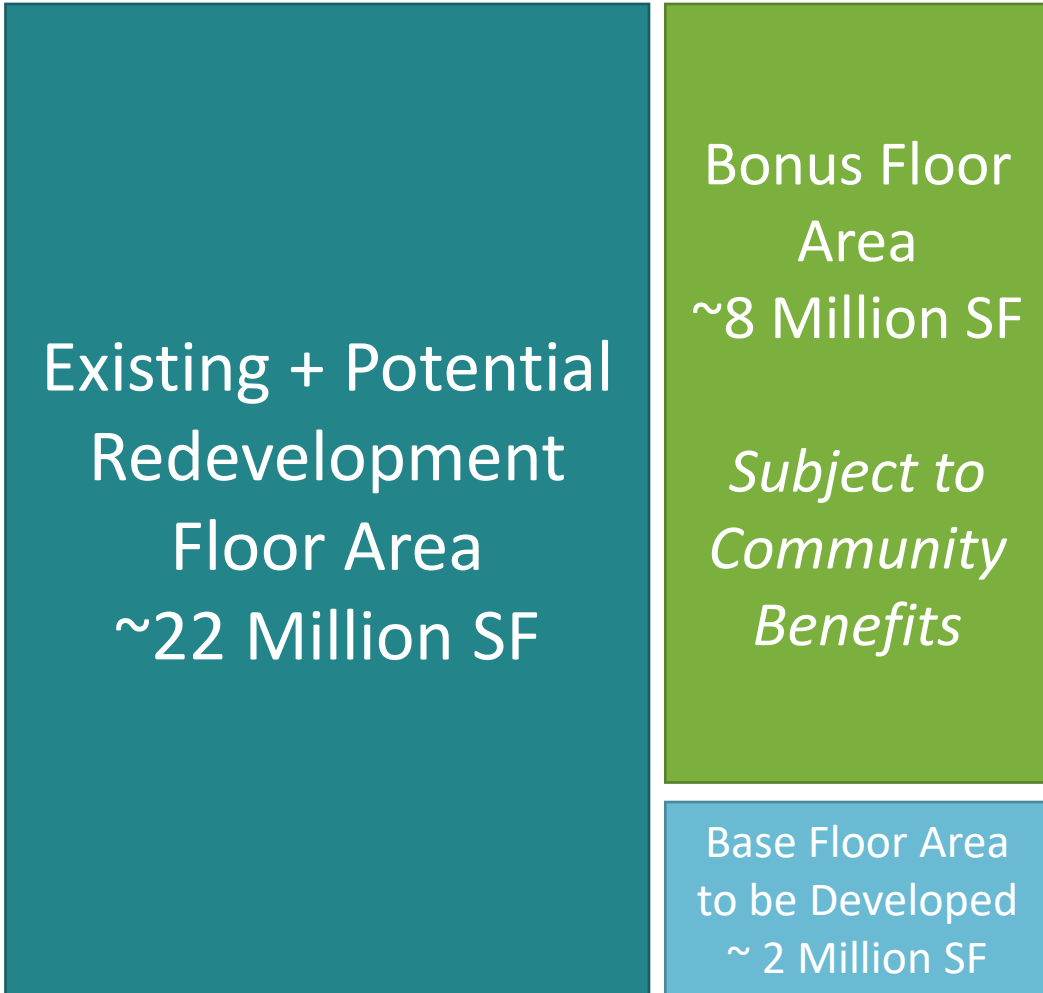 Existing + Potential
Redevelopment
Floor Area
~22 Million SF
Bonus Floor
Area
~8 Million SF
Subject to
Community
Benefits
Base Floor Area
to be Developed
~ 2 Million SF